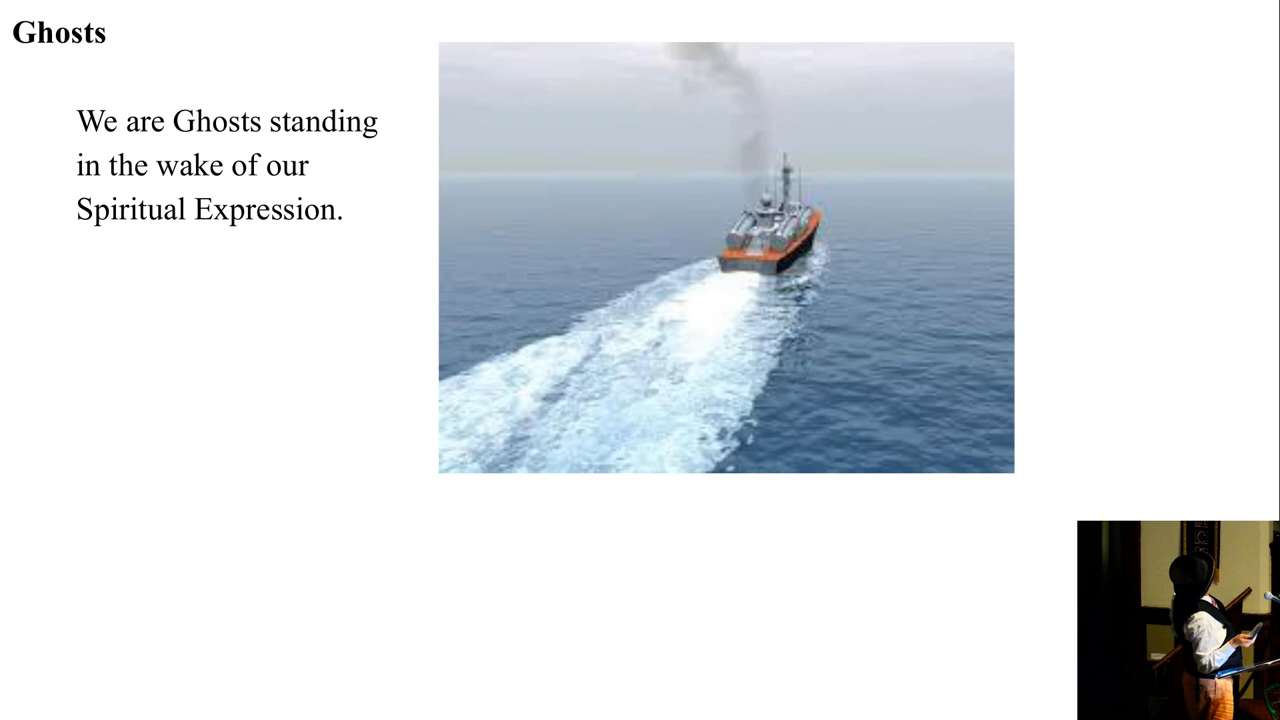 Ghosts
We are Ghosts standing
in the wake of our
Spiritual Expression.